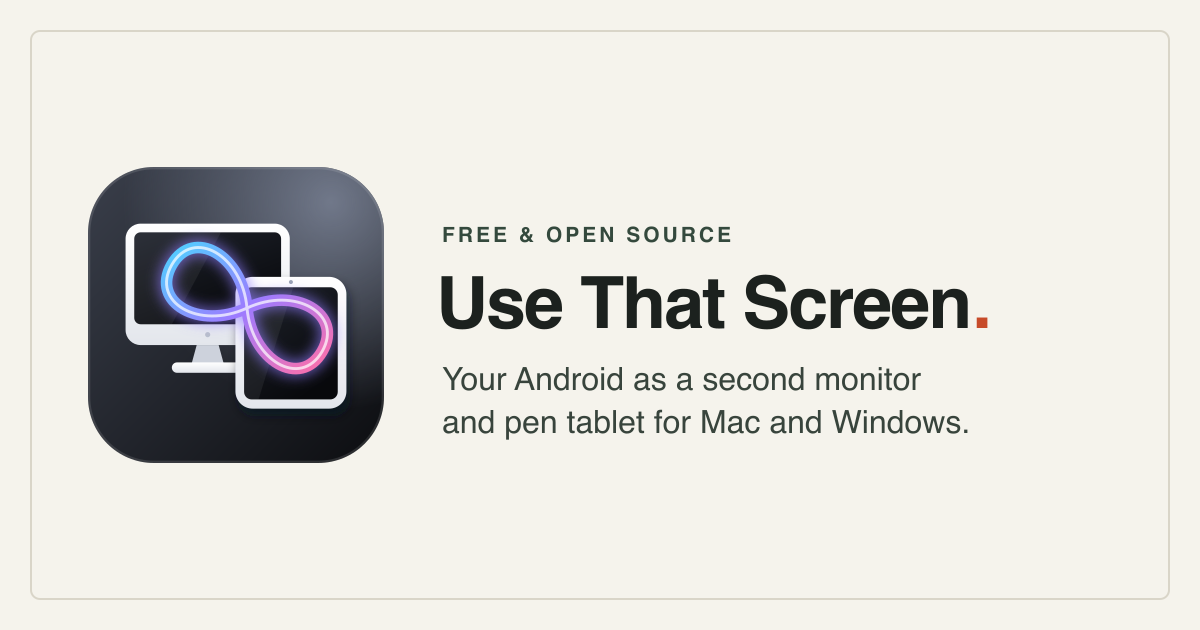 FREE & OPEN SOURCE
Use That Screen.
Your Android as a second monitor
and pen tablet for Mac and Windows.